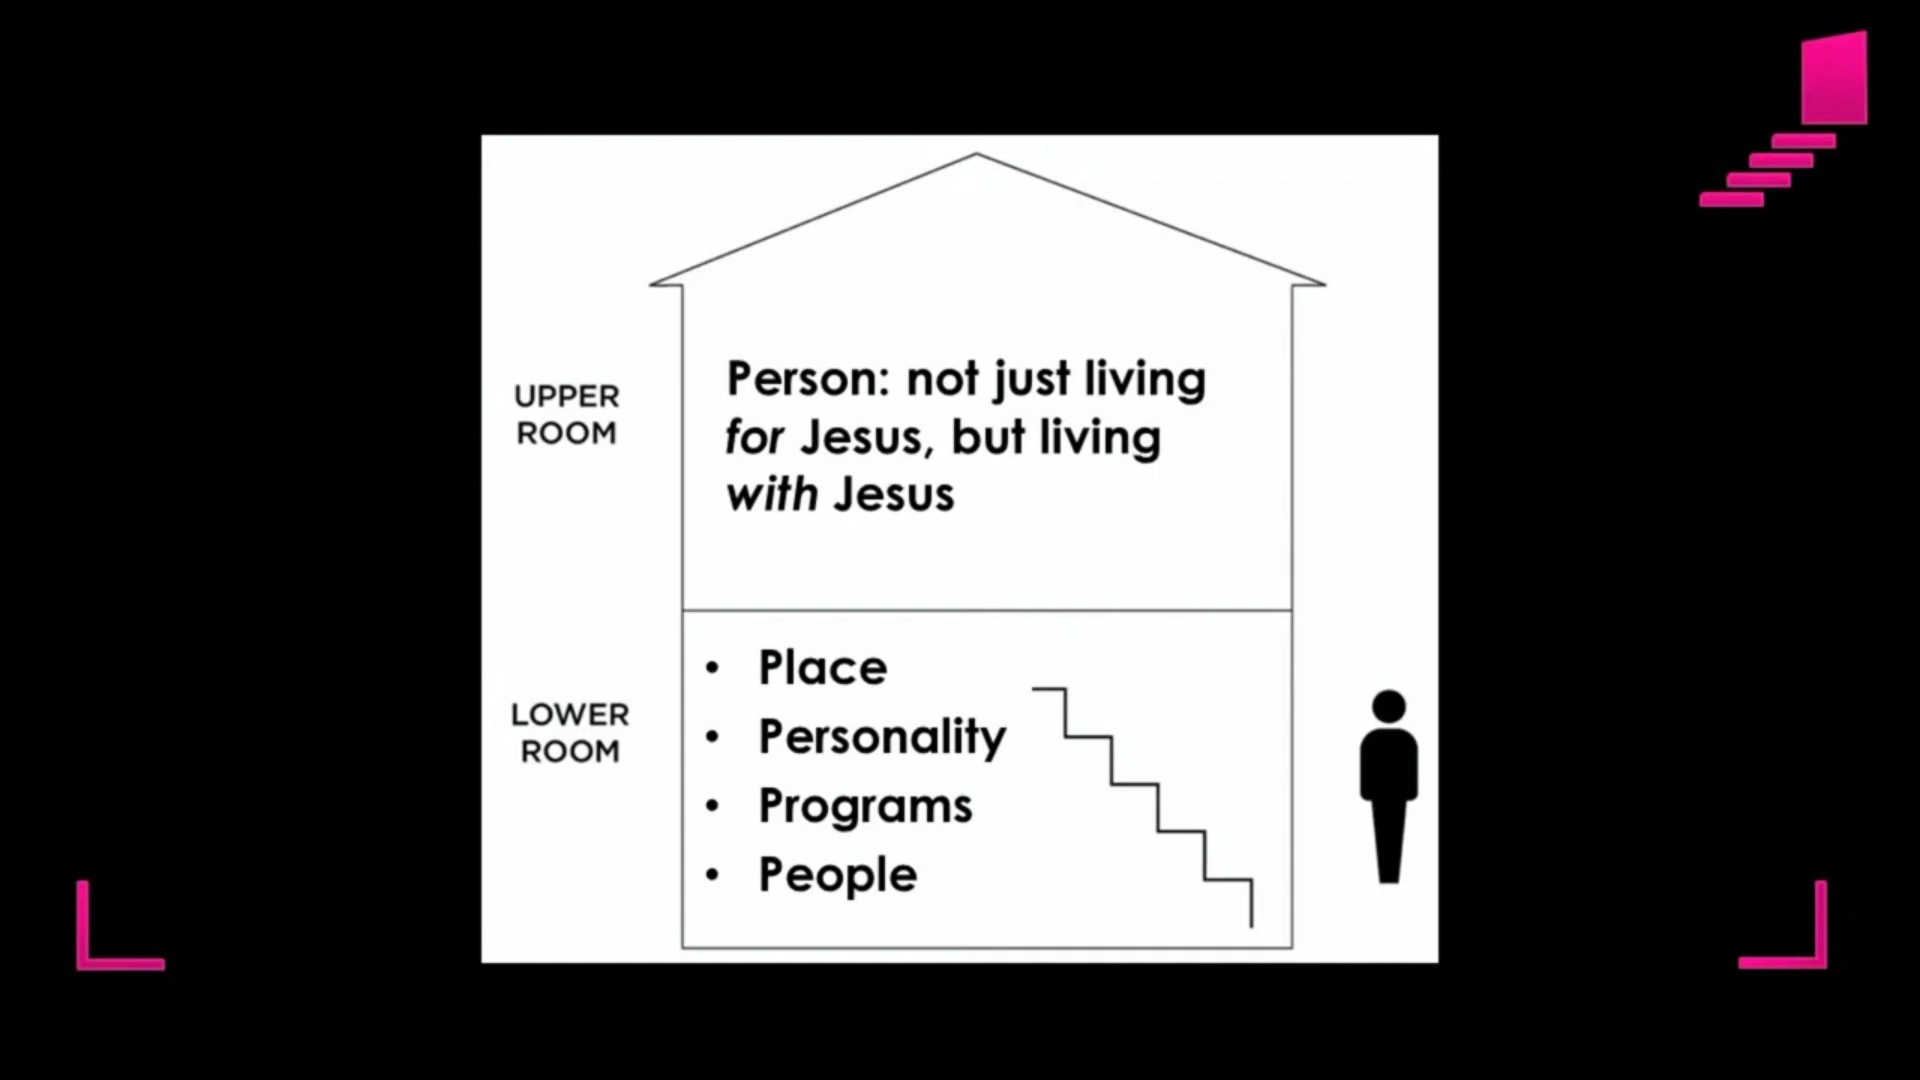 UPPER
ROOM
Person: not just living
for Jesus, but living
with Jesus
LOWER
ROOM
• Place
• Personality
• Programs
• People